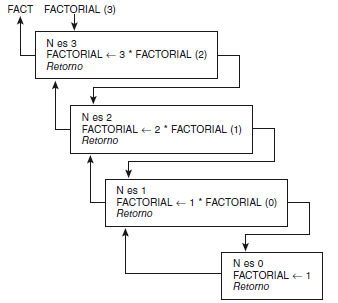 FACT FACTORIAL (3)
N es 3
FACTORIAL ← 3 * FACTORIAL (2)
Retorno
N es 2
FACTORIAL ← 2 * FACTORIAL (1)
Retorno
N es 1
FACTORIAL ← 1 * FACTORIAL (0)
Retorno
N es 0
FACTORIAL ← 1
Retorno